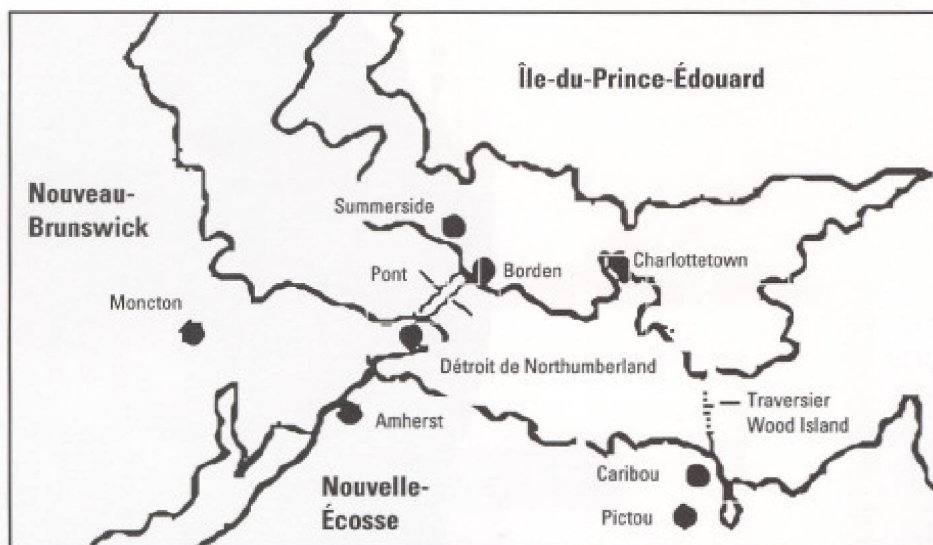 Île-du-Prince-Édouard
Nouveau-
Brunswick
Summerside
Pont
Borden
Charlottetown
Moncton
Détroit de Northumberland
Traversier
Wood Island
Amherst
Caribou
Nouvelle-
Écosse
Pictou